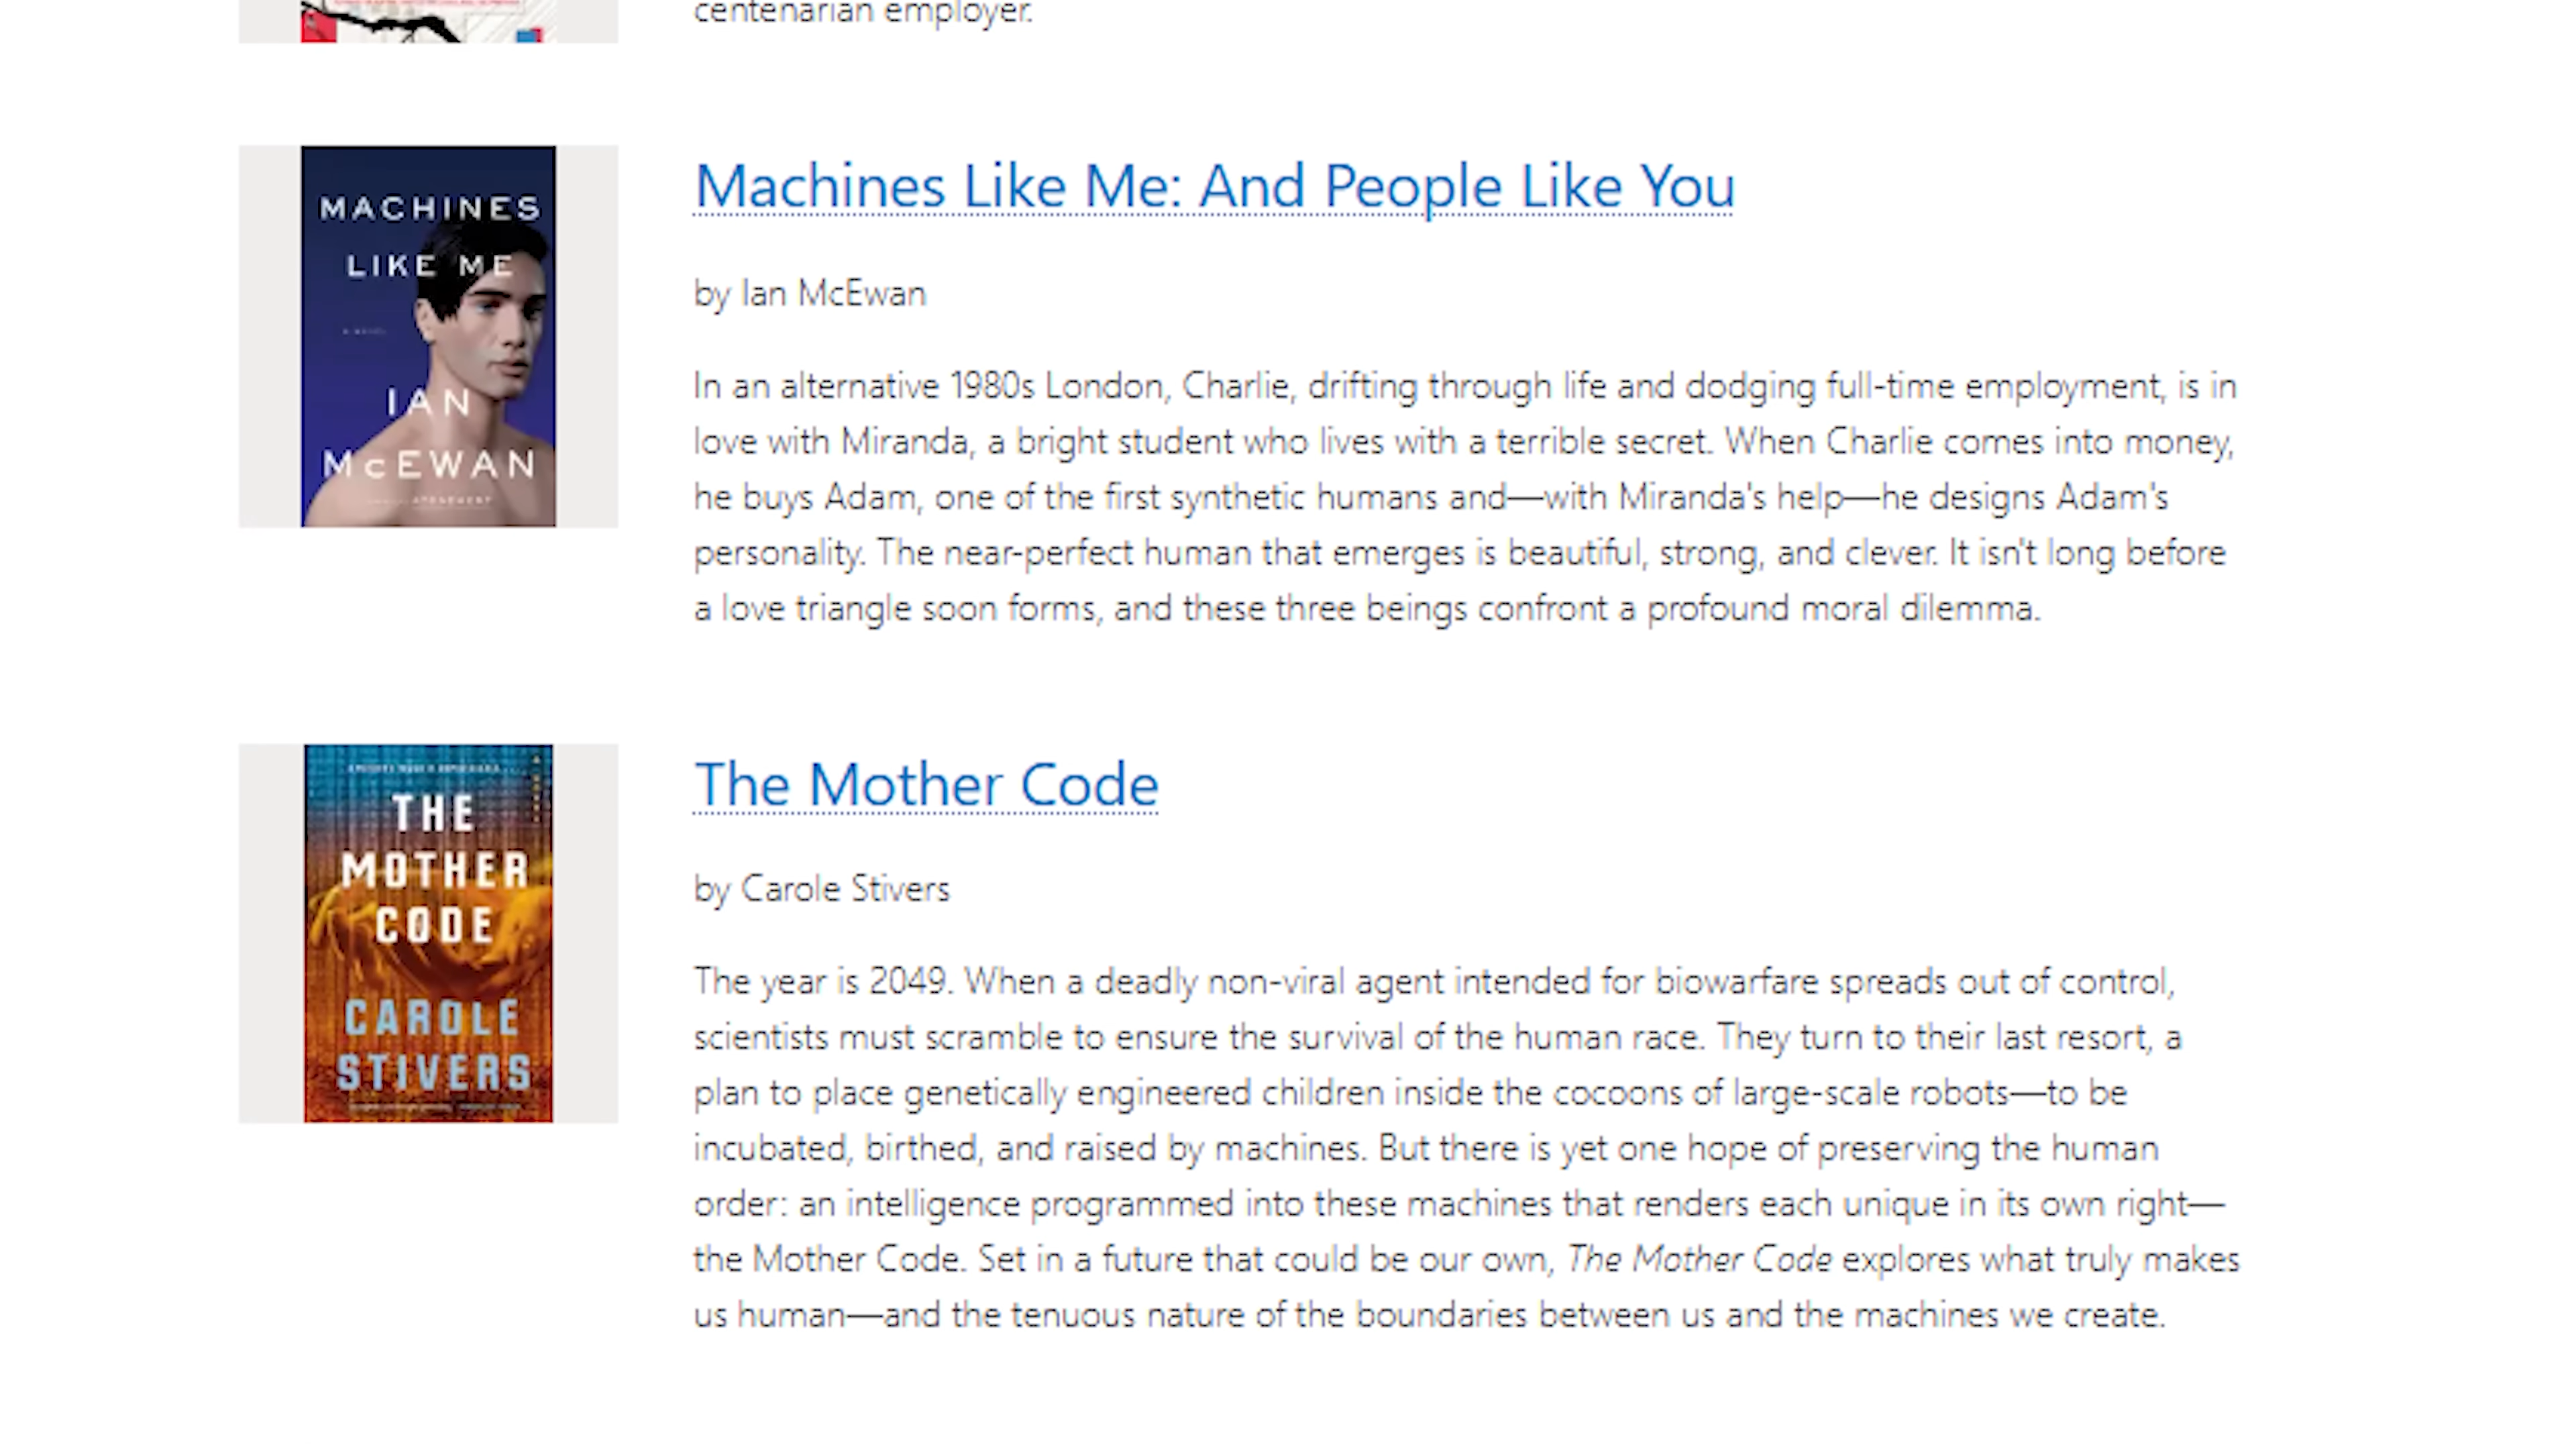 centenarian employer.
MACHINES
LIKE ME
A NOVEL
IAN
McEWAN
ATONEMENT
Machines Like Me: And People Like You
by Ian McEwan
In an alternative 1980s London, Charlie, drifting through life and dodging full-time employment, is in
love with Miranda, a bright student who lives with a terrible secret. When Charlie comes into money,
he buys Adam, one of the first synthetic humans and—with Miranda's help—he designs Adam's
personality. The near-perfect human that emerges is beautiful, strong, and clever. It isn't long before
a love triangle soon forms, and these three beings confront a profound moral dilemma.
THE
MOTHER
CODE
CAROLE
STIVERS
The Mother Code
by Carole Stivers
The year is 2049. When a deadly non-viral agent intended for biowarfare spreads out of control,
scientists must scramble to ensure the survival of the human race. They turn to their last resort, a
plan to place genetically engineered children inside the cocoons of large-scale robots—to be
incubated, birthed, and raised by machines. But there is yet one hope of preserving the human
order: an intelligence programmed into these machines that renders each unique in its own right—
the Mother Code. Set in a future that could be our own, The Mother Code explores what truly makes
us human—and the tenuous nature of the boundaries between us and the machines we create.